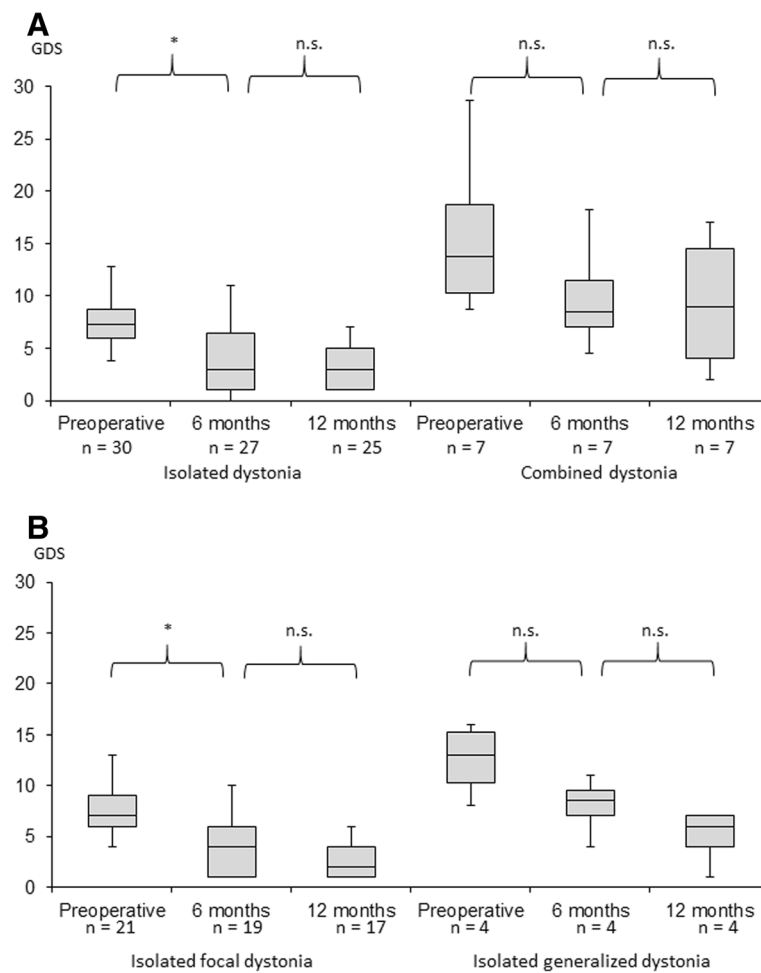 A
GDS
* n.s. n.s. n.s.
30
25
20
15
10
5
0
Preoperative 6 months 12 months Preoperative 6 months 12 months
n = 30 n = 27 n = 25 n = 7 n = 7 n = 7
Isolated dystonia Combined dystonia
B
GDS
30
* n.s. n.s. n.s.
25
20
15
10
5
0
Preoperative 6 months 12 months Preoperative 6 months 12 months
n = 21 n = 19 n = 17 n = 4 n = 4 n = 4
Isolated focal dystonia Isolated generalized dystonia